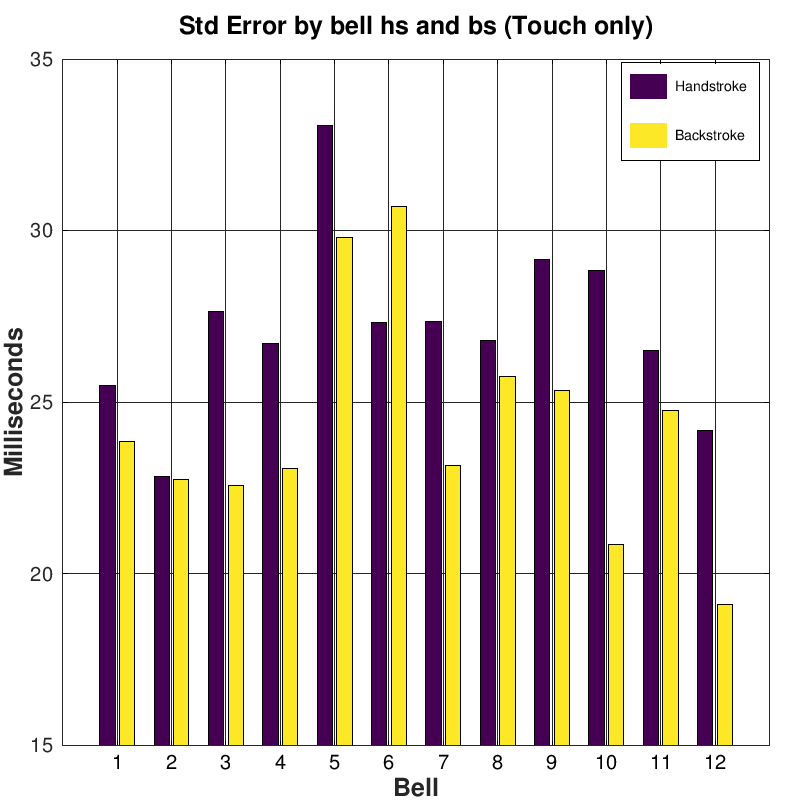 Std Error by bell hs and bs (Touch only)
Handstroke
Backstroke
35
30
25
20
15
Milliseconds
1 2 3 4 5 6 7 8 9 10 11 12
Bell